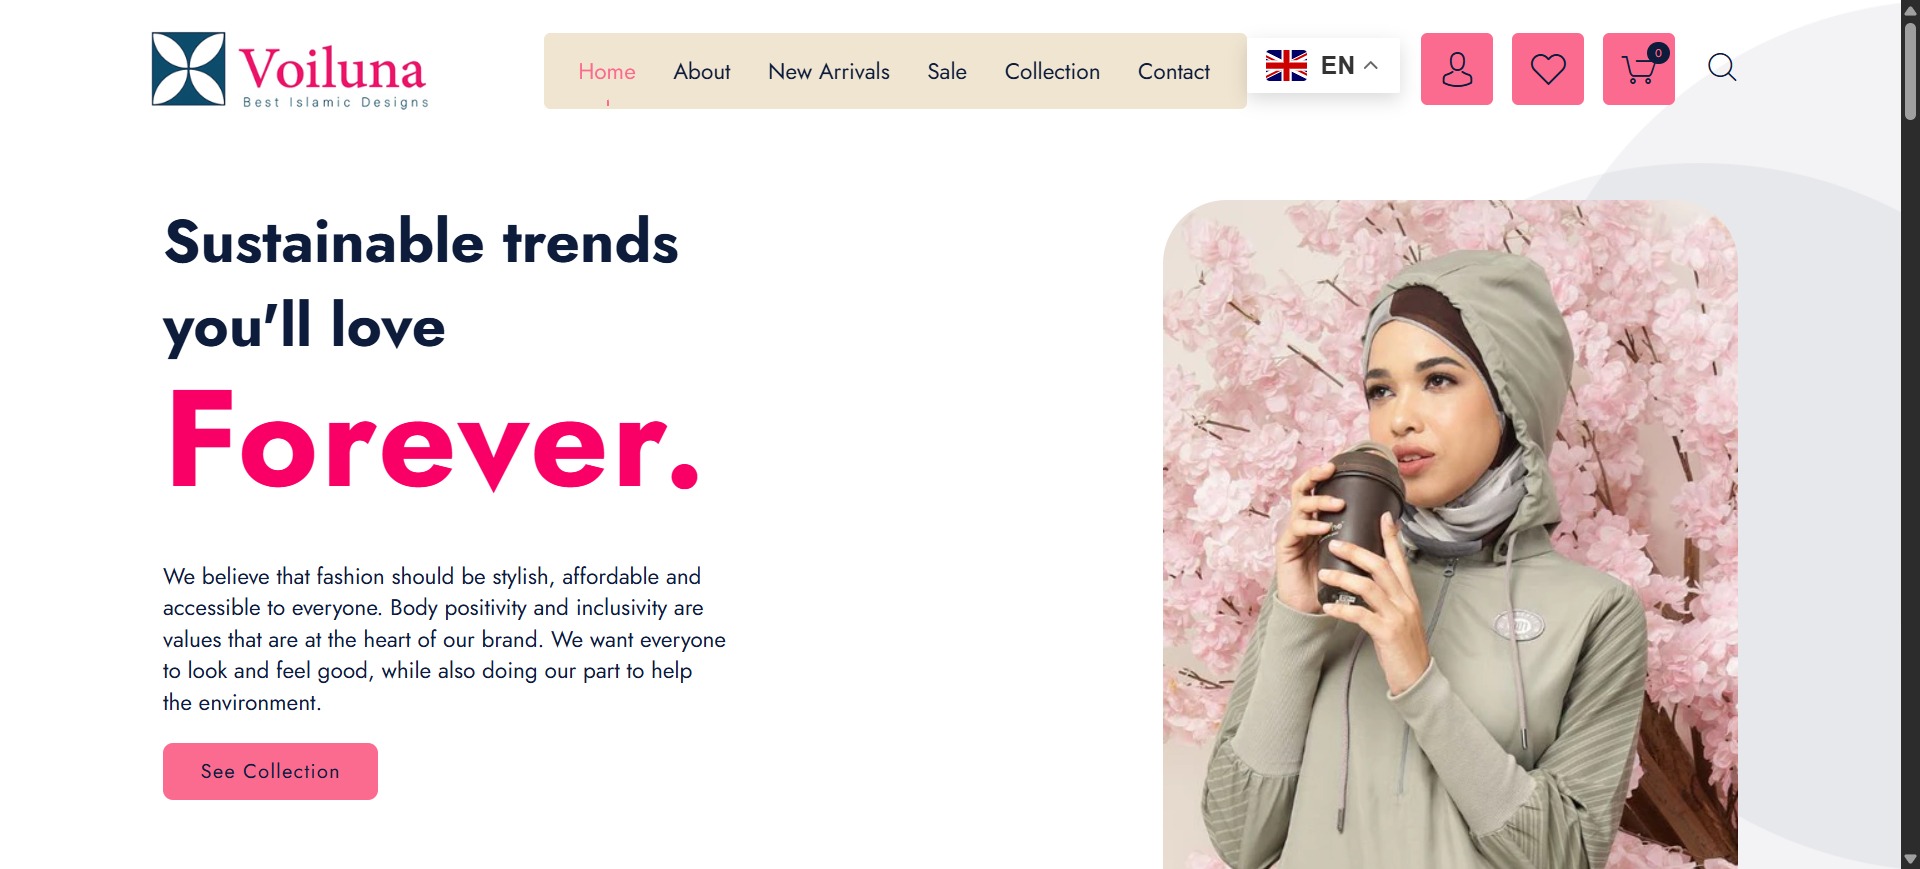 Voiluna
Best Islamic Designs
Home About New Arrivals Sale Collection Contact
EN
0
Sustainable trends
you'll love
Forever.
We believe that fashion should be stylish, affordable and
accessible to everyone. Body positivity and inclusivity are
values that are at the heart of our brand. We want everyone
to look and feel good, while also doing our part to help
the environment.
See Collection